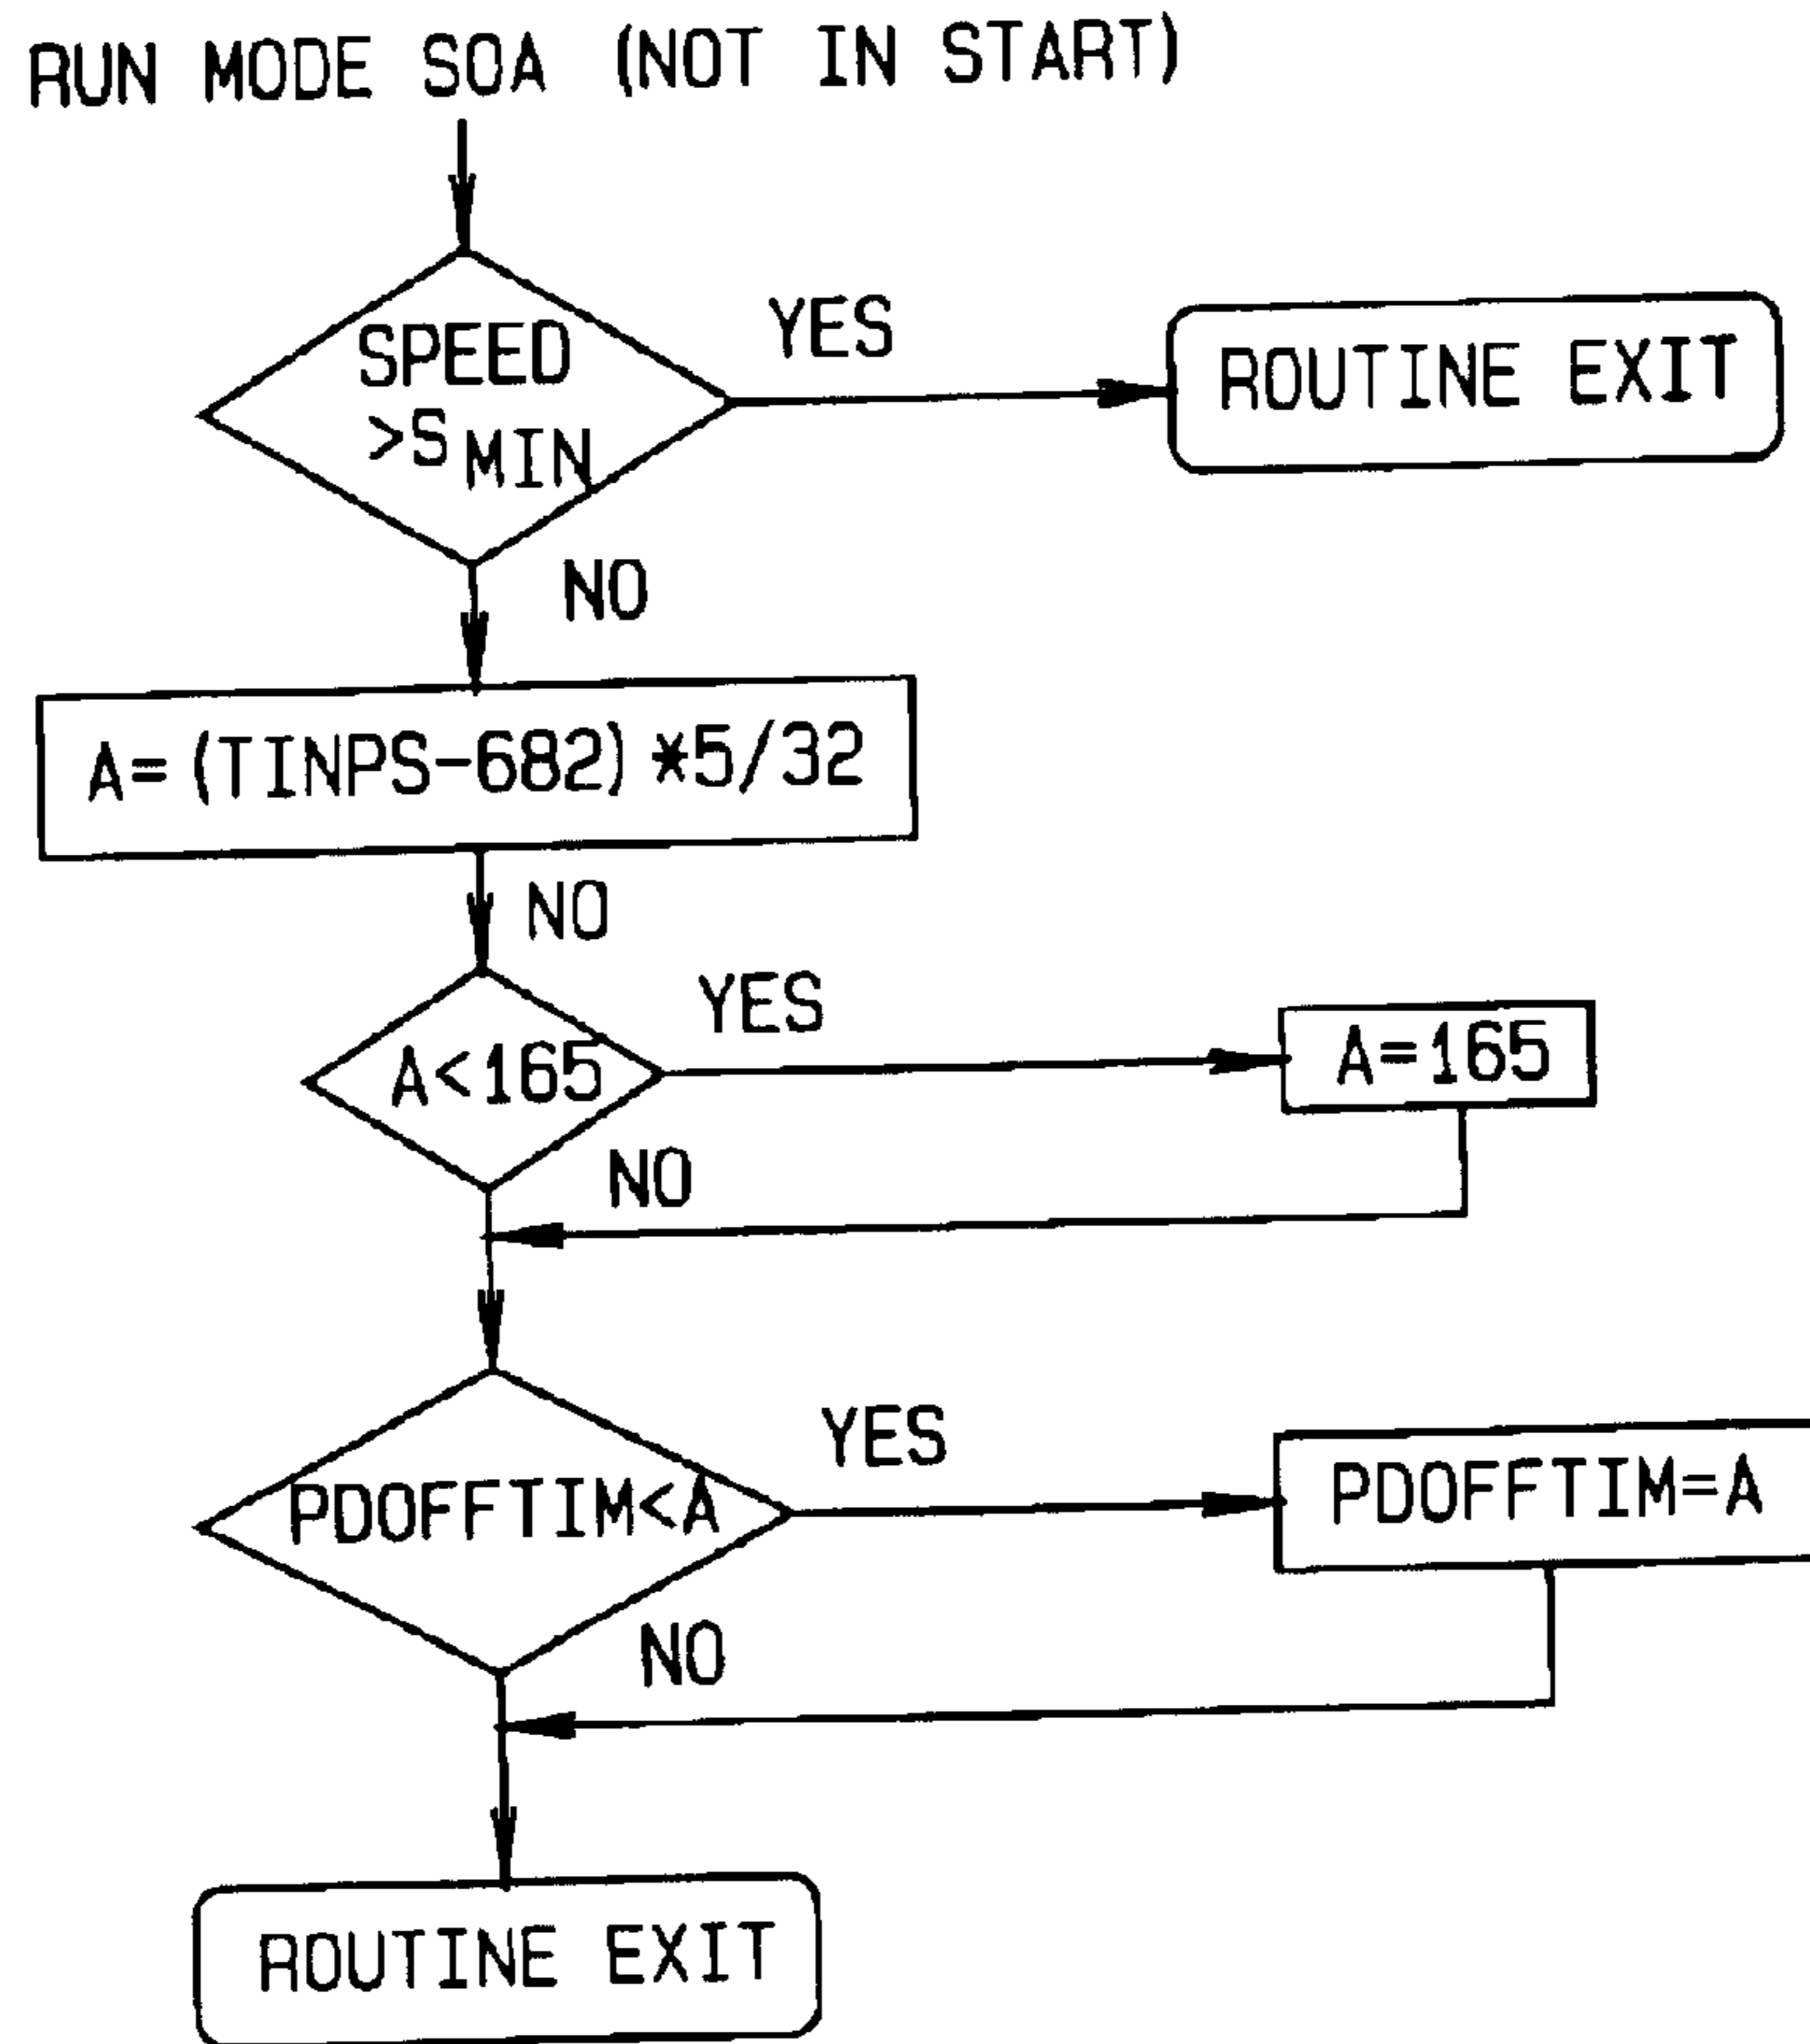 RUN MODE SOA (NOT IN START)
SPEED
>SMIN
YES
ROUTINE EXIT
NO
A=(TINPS-682)*5/32
NO
YES
A<165
A=165
NO
YES
PDOFFTIM<A
PDOFFTIM=A
NO
ROUTINE EXIT